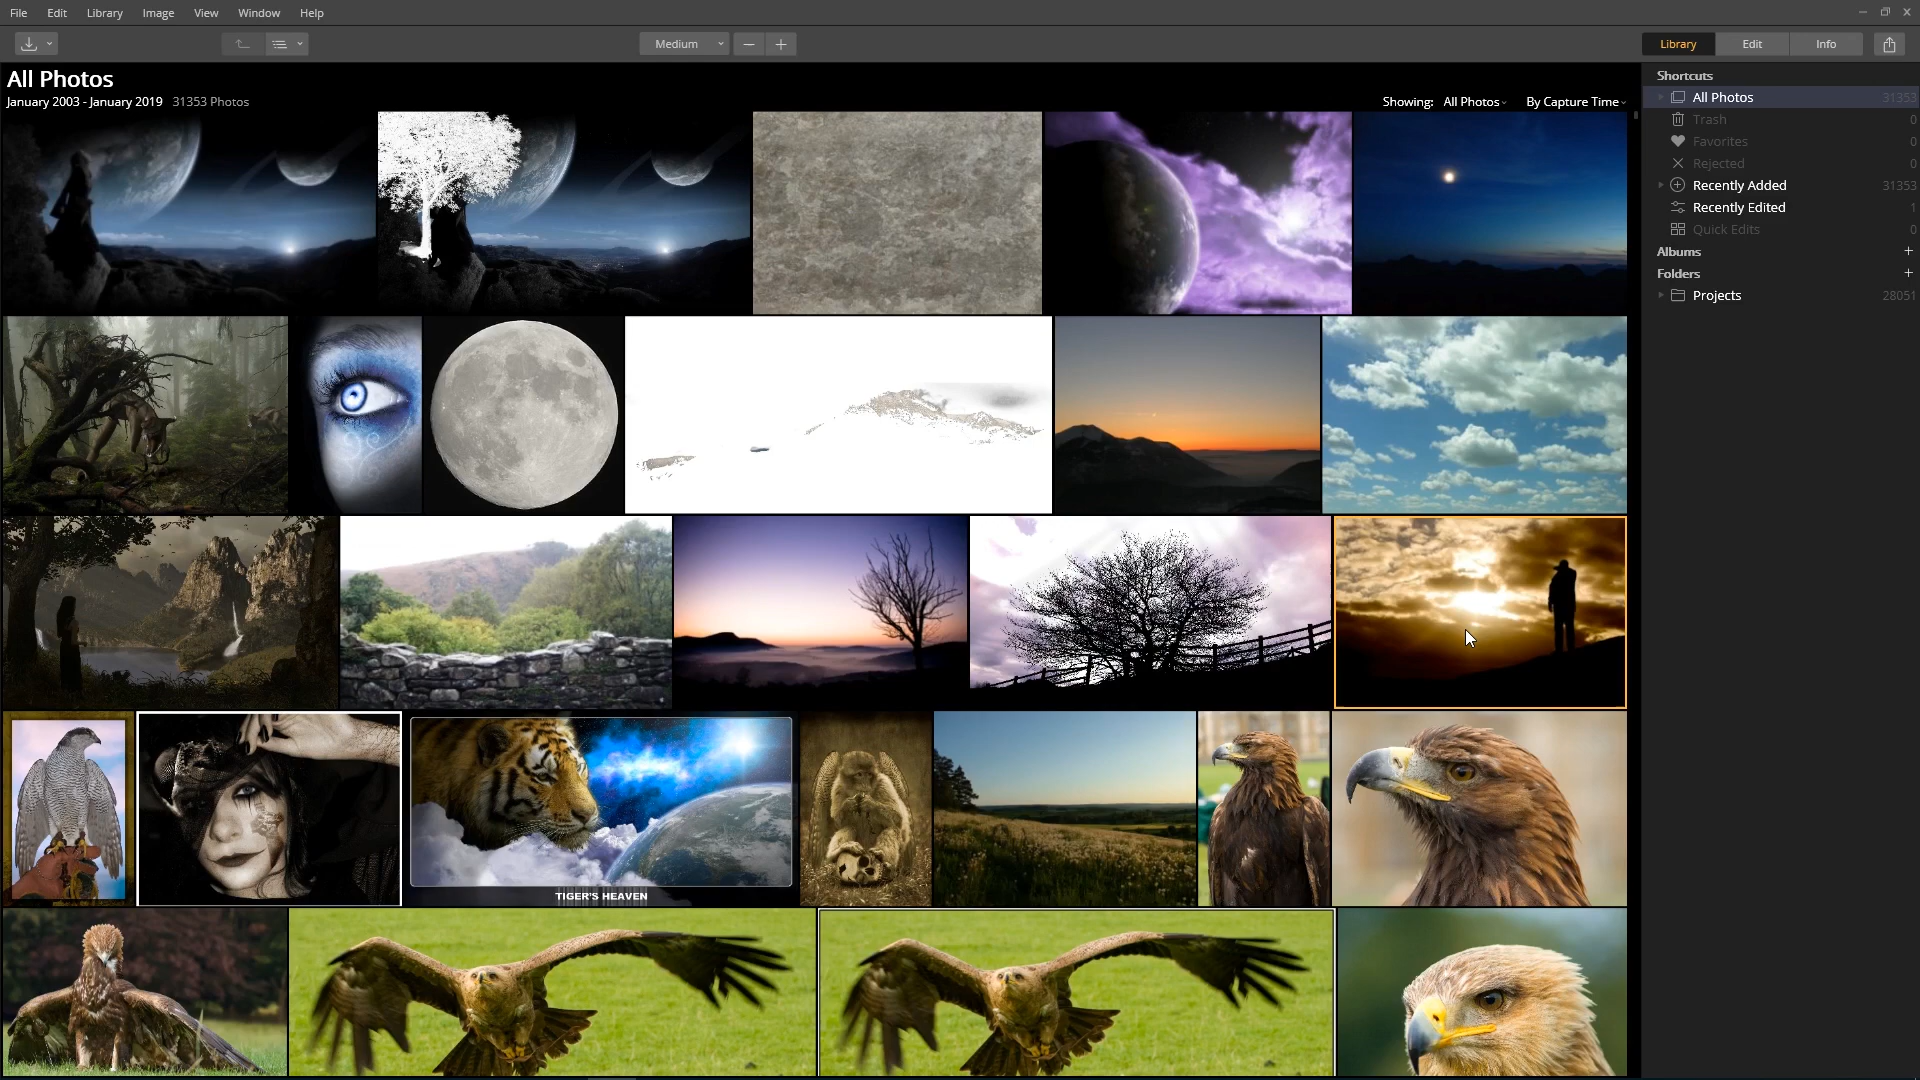 File Edit Library Image View Window Help
Medium
Library Edit Info
All Photos
January 2003 - January 2019 31353 Photos
Showing: All Photos By Capture Time
Shortcuts
All Photos 31353
Trash 0
Favorites 0
Rejected 0
Recently Added 31353
Recently Edited 1
Quick Edits 0
Albums
Folders
Projects 28051
TIGER'S HEAVEN